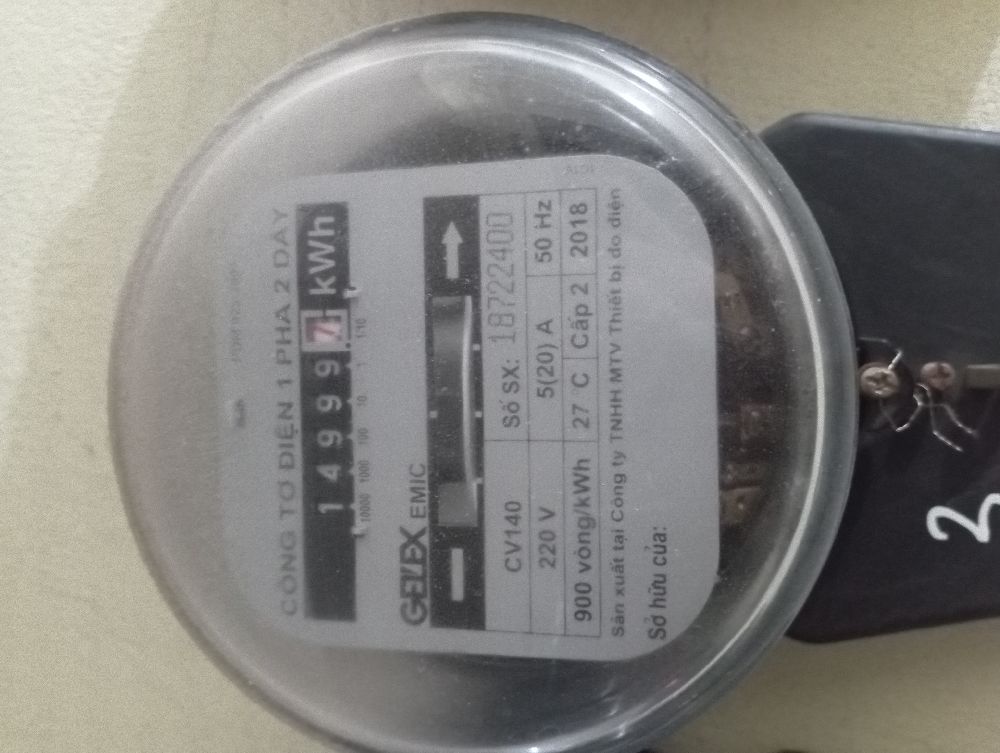 CÔNG TƠ ĐIỆN 1 PHA 2 DÂY
1 4 9 9 9 7 kWh
10000 1000 100 10 1 1/10
GELEX EMIC
CV140 Số SX: 18722400
220 V 5(20) A 50 Hz
900 vòng/kWh 27 °C Cấp 2 2018
Sản xuất tại Công ty TNHH MTV Thiết bị đo điện
Sở hữu của:
3